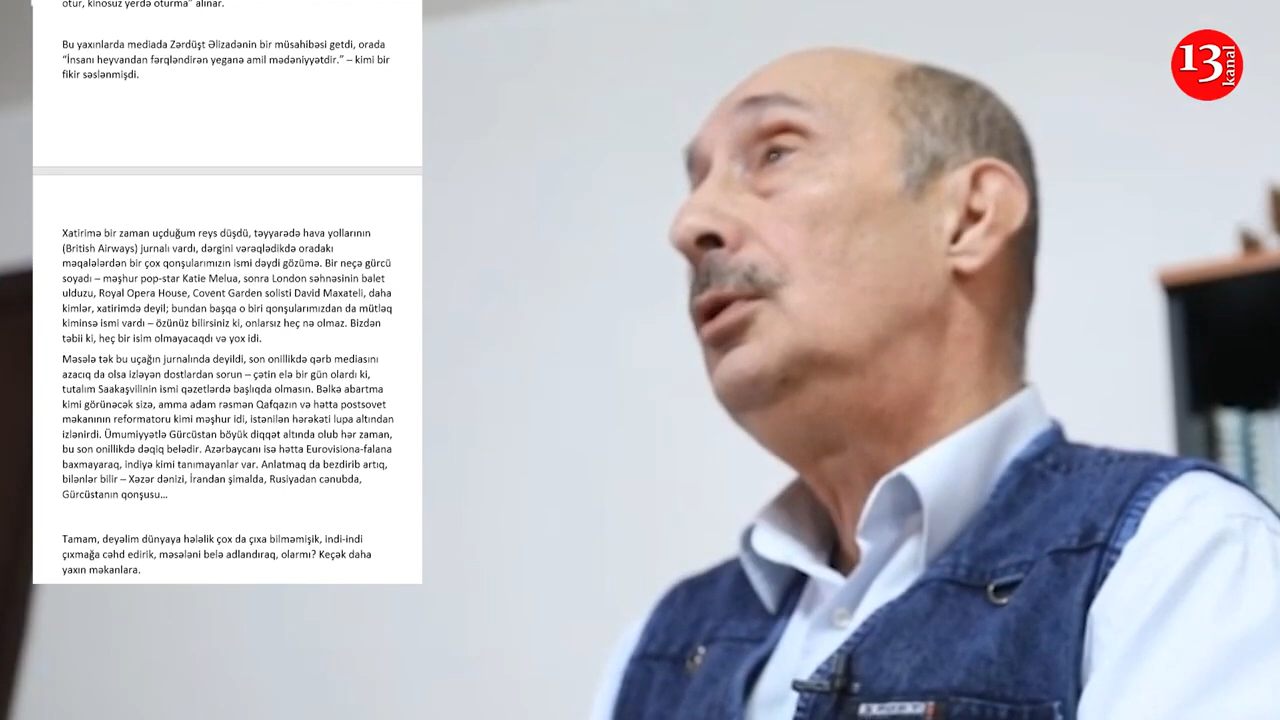 otur, kinosuz yerdə oturma” alınar.
Bu yaxınlarda mediada Zərdüşt Əlizadənin bir müsahibəsi getdi, orada
“İnsanı heyvandan fərqləndirən yeganə amil mədəniyyətdir.” – kimi bir
fikir səslənmişdi.
Xatirimə bir zaman uçduğum reys düşdü, təyyarədə hava yollarının
(British Airways) jurnalı vardı, dərgini vərəqlədikdə oradakı
məqalələrdən bir çox qonşularımızın ismi dəydi gözümə. Bir neçə gürcü
soyadı – məşhur pop-star Katie Melua, sonra London səhnəsinin balet
ulduzu, Royal Opera House, Covent Garden solisti David Maxateli, daha
kimlər, xatirimdə deyil; bundan başqa o biri qonşularımızdan da mütləq
kiminsə ismi vardı – özünüz bilirsiniz ki, onlarsız heç nə olmaz. Bizdən
təbii ki, heç bir isim olmayacaqdı və yox idi.
Məsələ tək bu uçağın jurnalında deyildi, son onillikdə qərb mediasını
azacıq da olsa izləyən dostlardan sorun – çətin elə bir gün olardı ki,
tutalım Saakaşvilinin ismi qəzetlərdə başlıqda olmasın. Bəlkə abartma
kimi görünəcək sizə, amma adam rəsmən Qafqazın və hətta postsovet
məkanının reformatoru kimi məşhur idi, istənilən hərəkəti lupa altından
izlənirdi. Ümumiyyətlə Gürcüstan böyük diqqət altında olub hər zaman,
bu son onillikdə dəqiq belədir. Azərbaycanı isə hətta Eurovisiona-falana
baxmayaraq, indiyə kimi tanımayanlar var. Anlatmaq da bezdirib artıq,
bilənlər bilir – Xəzər dənizi, İrandan şimalda, Rusiyadan cənubda,
Gürcüstanın qonşusu…
Tamam, deyəlim dünyaya hələlik çox da çıxa bilməmişik, indi-indi
çıxmağa cəhd edirik, məsələni belə adlandıraq, olarmı? Keçək daha
yaxın məkanlara.
13
kanal